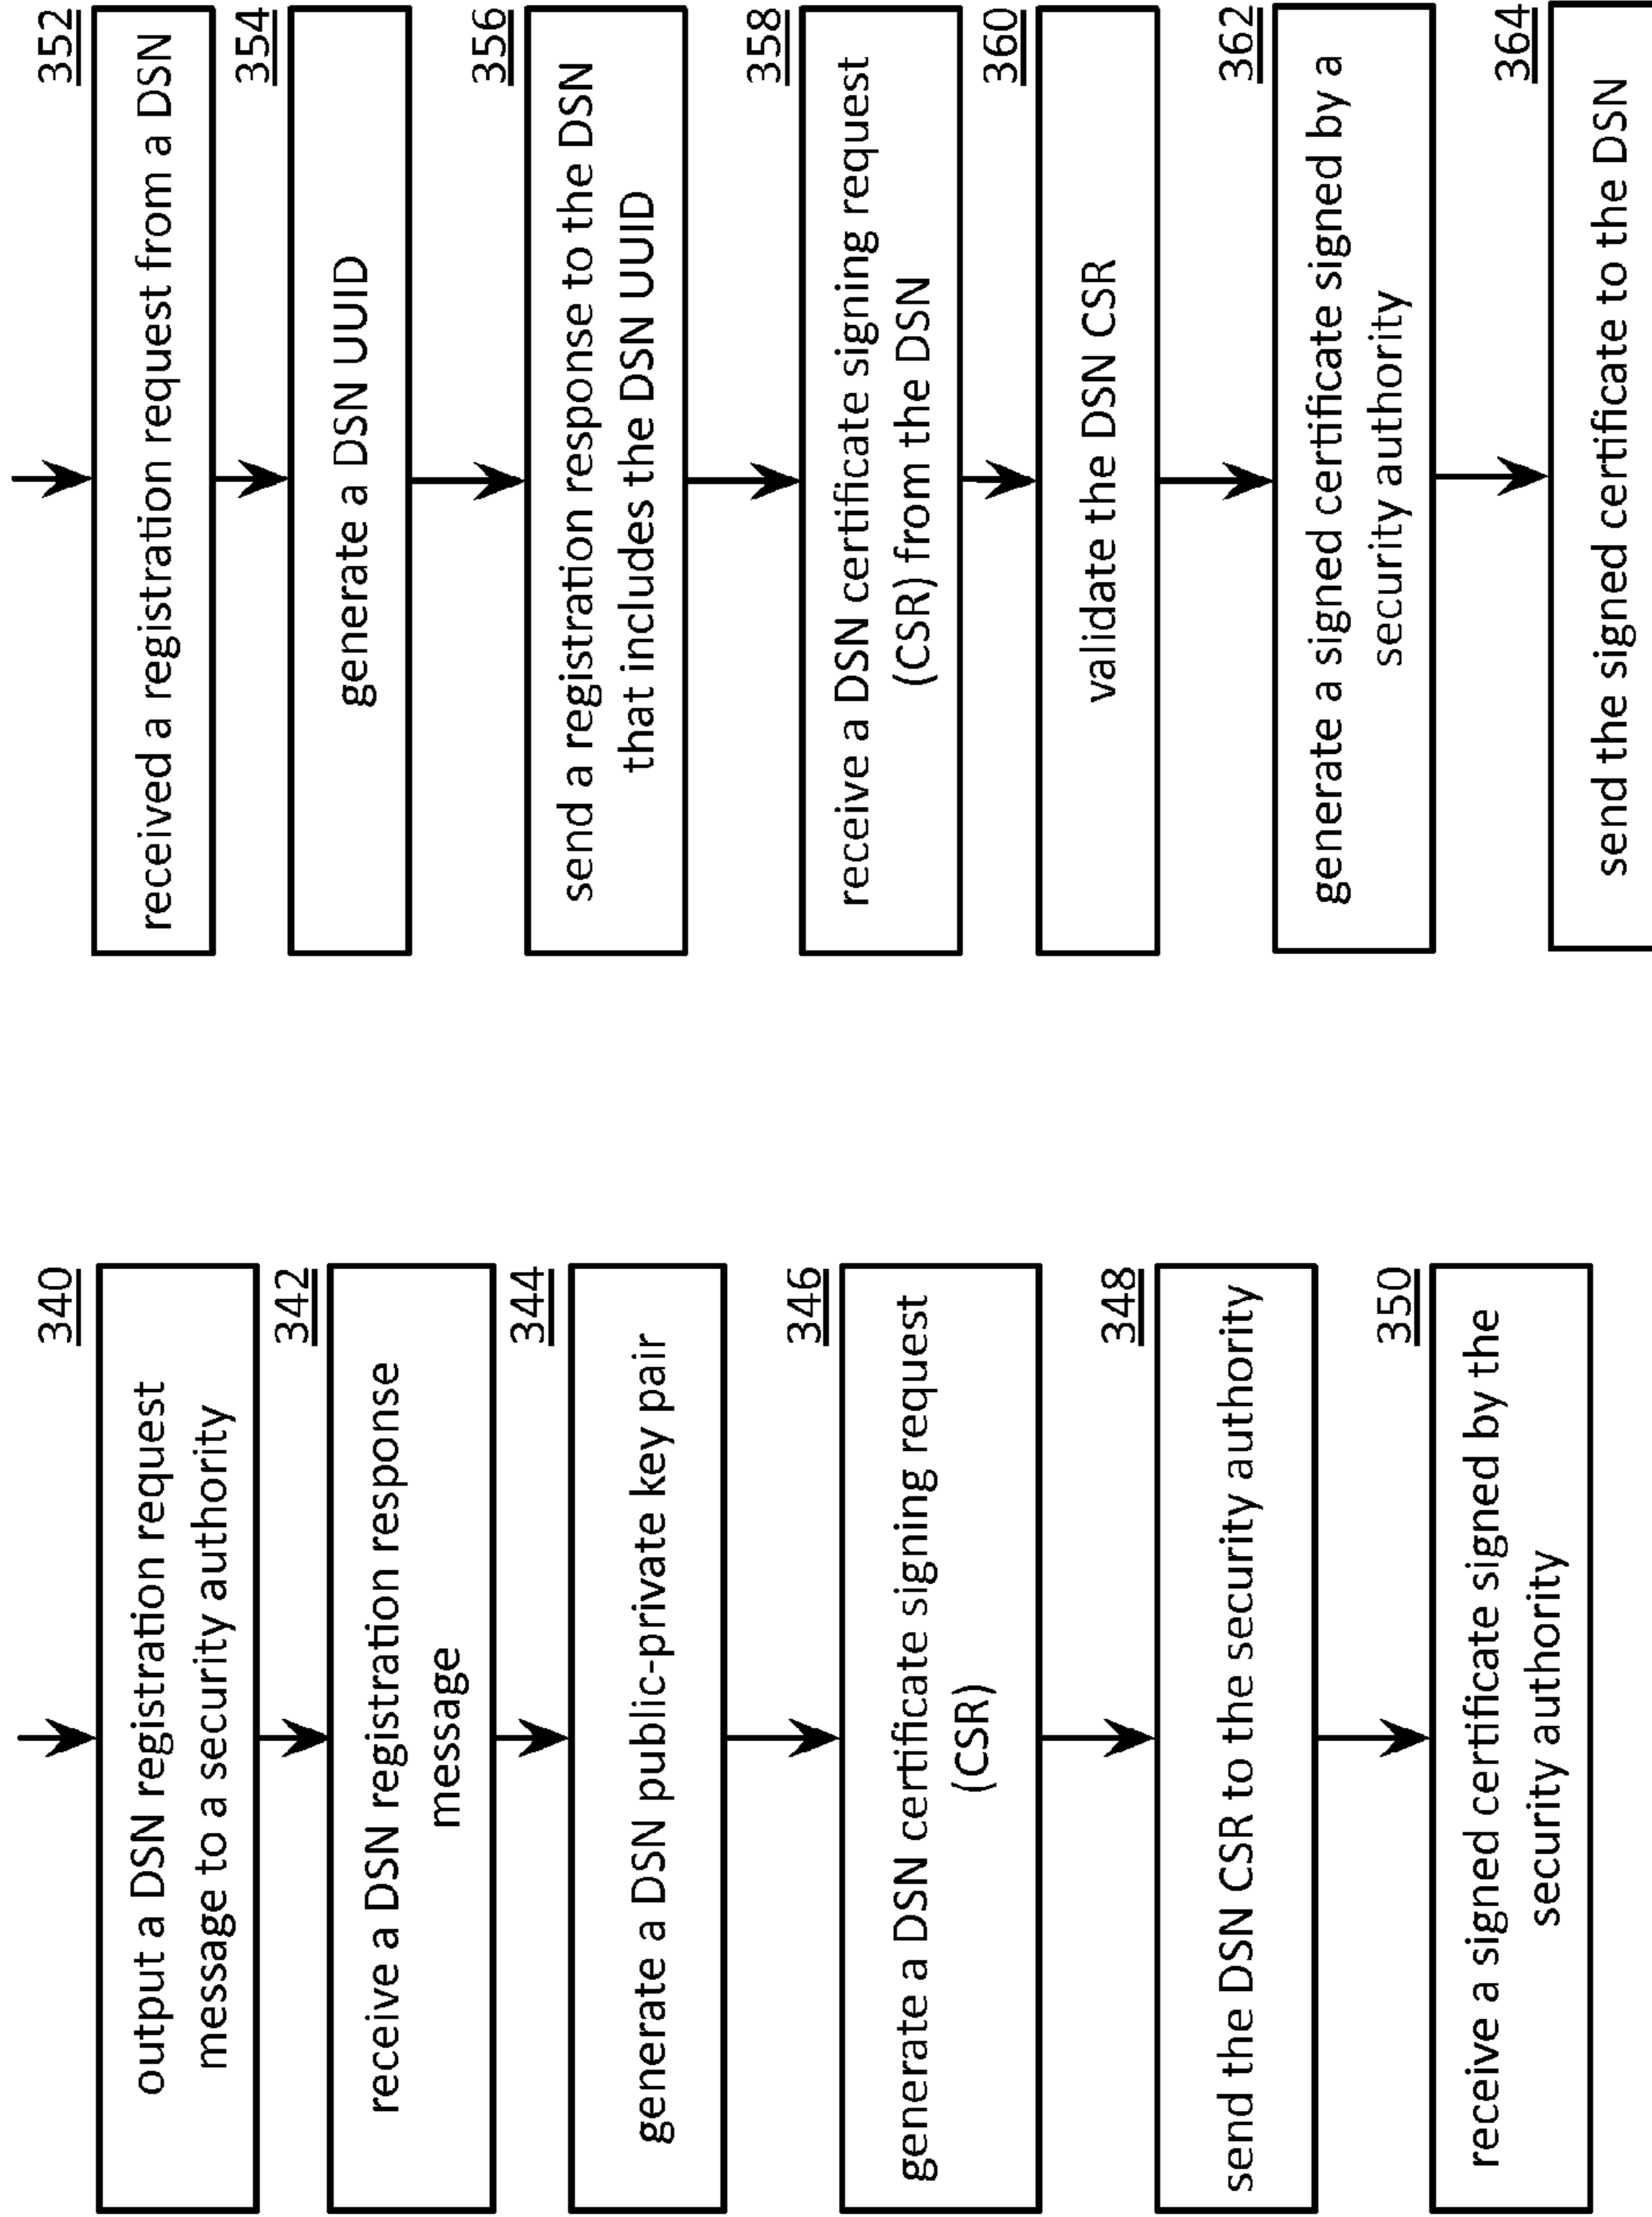 340
output a DSN registration request
message to a security authority
342
receive a DSN registration response
message
344
generate a DSN public-private key pair
346
generate a DSN certificate signing request
(CSR)
348
send the DSN CSR to the security authority
350
receive a signed certificate signed by the
security authority
352
received a registration request from a DSN
354
generate a DSN UUID
356
send a registration response to the DSN
that includes the DSN UUID
358
receive a DSN certificate signing request
(CSR) from the DSN
360
validate the DSN CSR
362
generate a signed certificate signed by a
security authority
364
send the signed certificate to the DSN